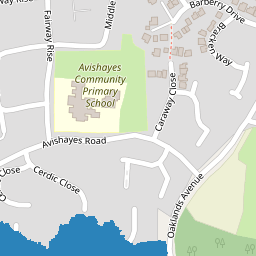 Barberry Drive
Middle
Fairway Rise
Rise
Bracken Way
Avishayes
Community
Primary
School
Caraway Close
Avishayes Road
Close
Cerdic Close
Oaklands Avenue